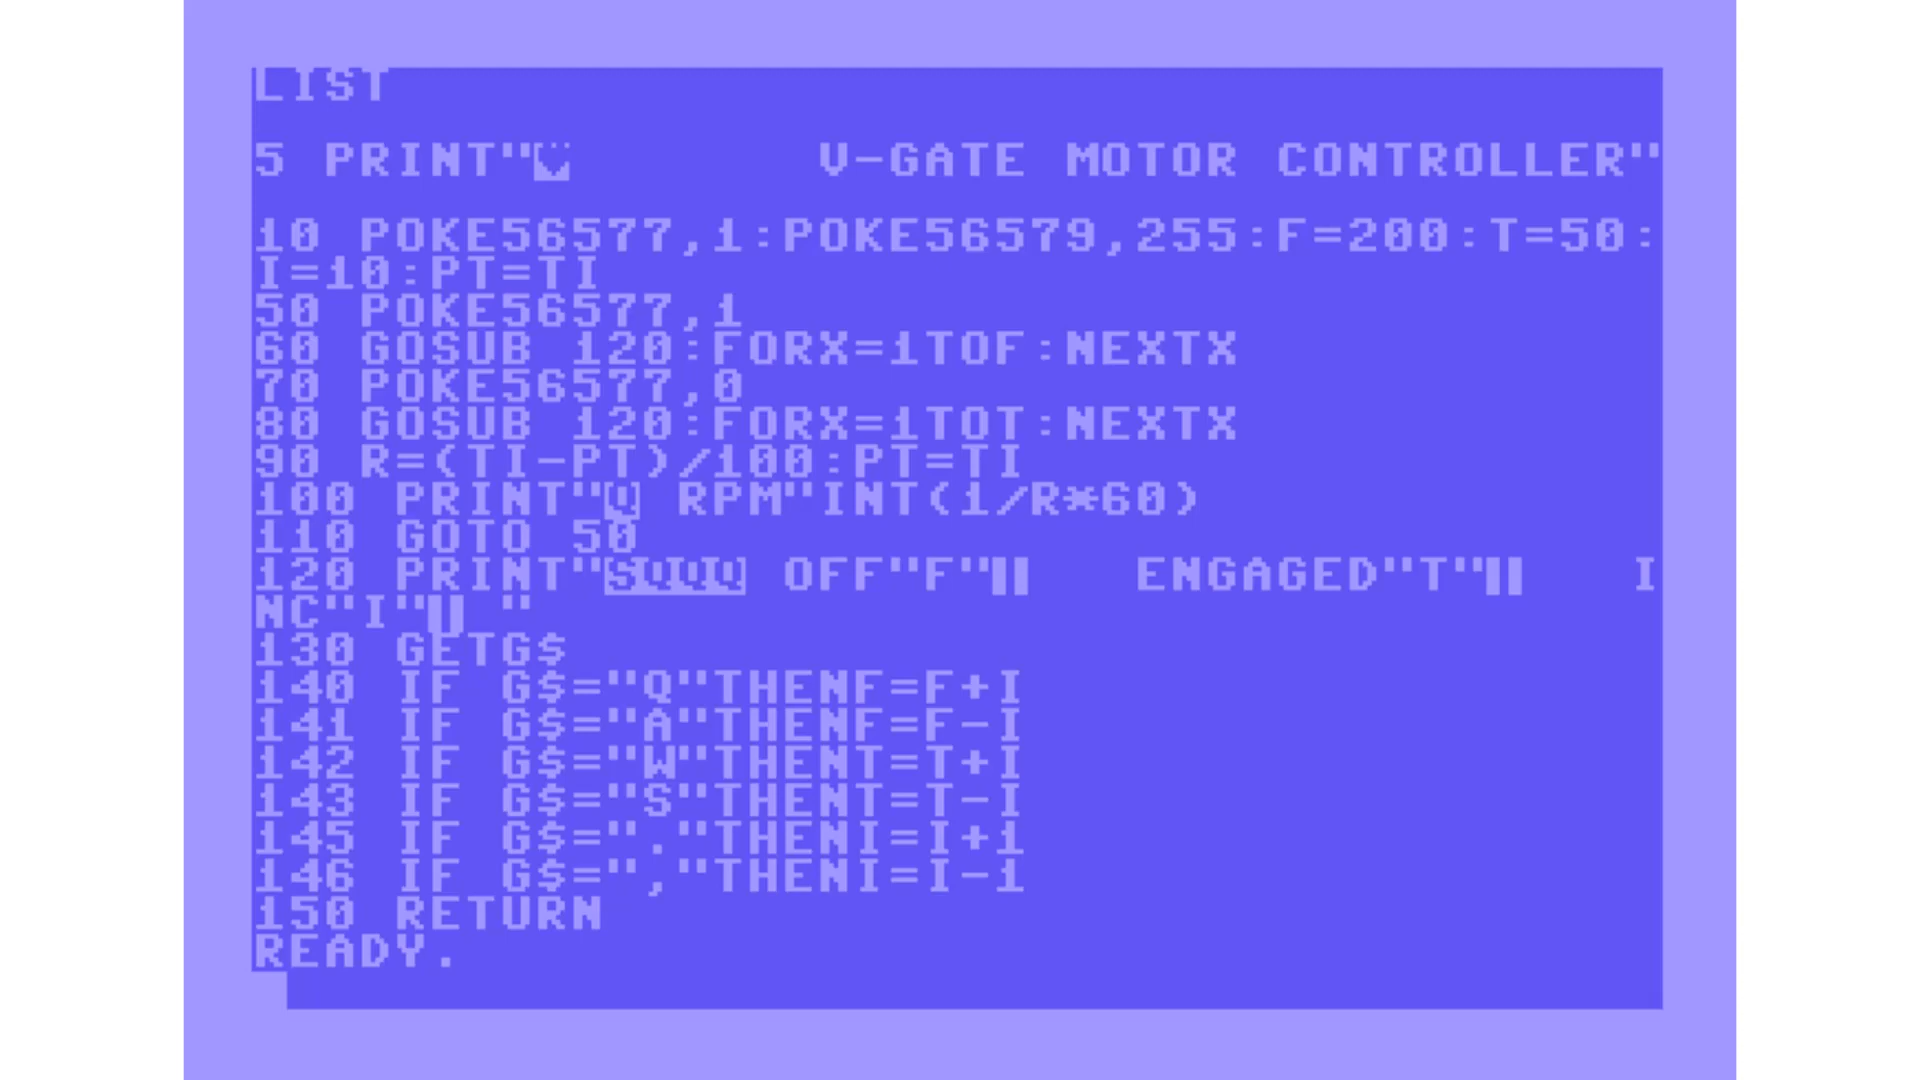 LIST
5 PRINT"♥ V-GATE MOTOR CONTROLLER"
10 POKE56577,1:POKE56579,255:F=200:T=50:
I=10:PT=TI
50 POKE56577,1
60 GOSUB 120:FORX=1TOF:NEXTX
70 POKE56577,0
80 GOSUB 120:FORX=1TOT:NEXTX
90 R=(TI-PT)/100:PT=TI
100 PRINT"Q RPM"INT(1/R*60)
110 GOTO 50
120 PRINT"SQQQ OFF"F"|| ENGAGED"T"|| I
NC"I"|| "
130 GETG$
140 IF G$="Q"THENF=F+I
141 IF G$="A"THENF=F-I
142 IF G$="W"THENT=T+I
143 IF G$="S"THENT=T-I
145 IF G$="."THENI=I+1
146 IF G$=","THENI=I-1
150 RETURN
READY.